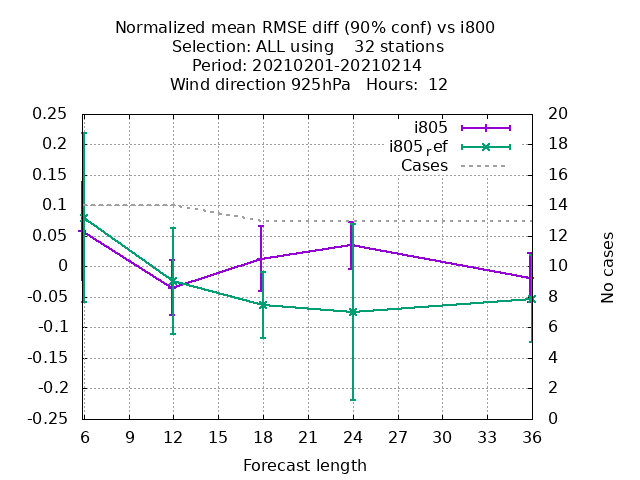 Normalized mean RMSE diff (90% conf) vs i800
Selection: ALL using    32 stations
Period: 20210201-20210214
Wind direction 925hPa   Hours:  12
0.25
0.2
0.15
0.1
0.05
0
-0.05
-0.1
-0.15
-0.2
-0.25
i805
i805ref
Cases
20
18
16
14
12
10
8
6
4
2
0
No cases
6 9 12 15 18 21 24 27 30 33 36
Forecast length